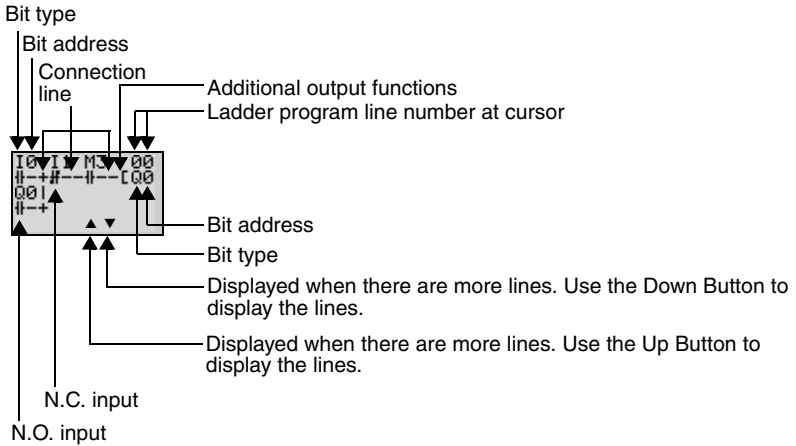 Bit type
Bit address
Connection
line
Additional output functions
Ladder program line number at cursor
I0 I1 M3 00
[Q0
Q0
Bit address
Bit type
Displayed when there are more lines. Use the Down Button to
display the lines.
Displayed when there are more lines. Use the Up Button to
display the lines.
N.C. input
N.O. input